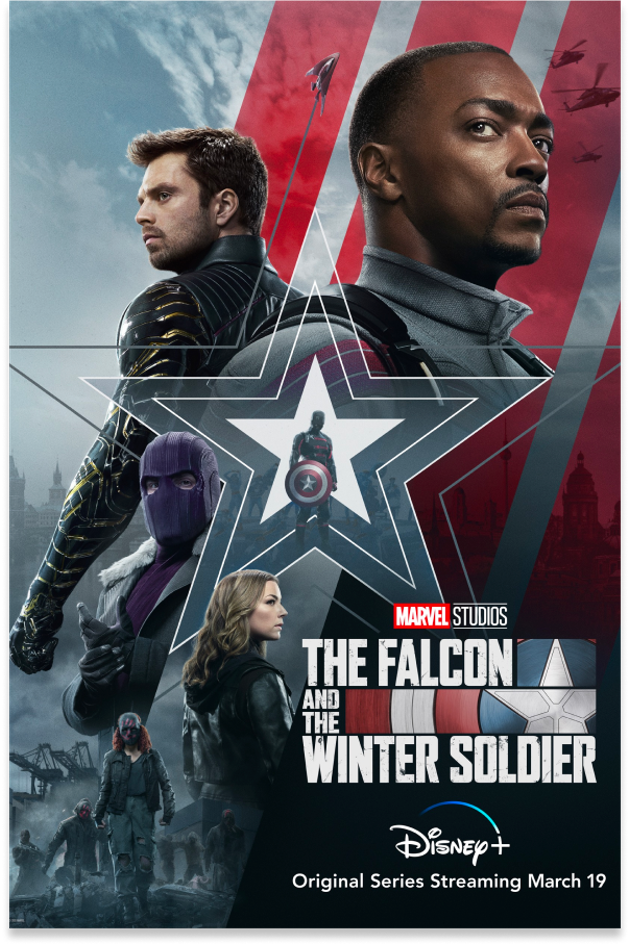 MARVEL STUDIOS
THE FALCON
AND
THE
WINTER SOLDIER
Disney+
Original Series Streaming March 19